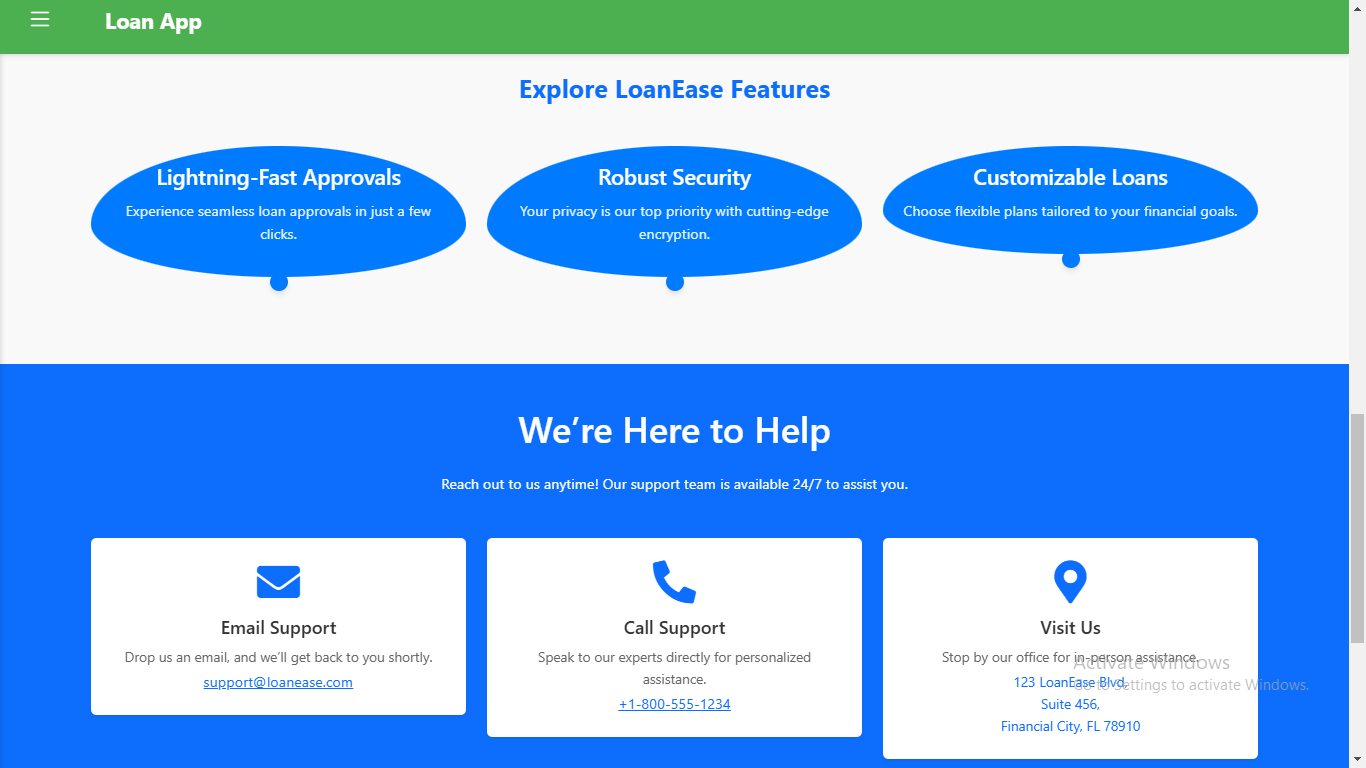 Loan App
Explore LoanEase Features
Lightning-Fast Approvals
Experience seamless loan approvals in just a few
clicks.
Robust Security
Your privacy is our top priority with cutting-edge
encryption.
Customizable Loans
Choose flexible plans tailored to your financial goals.
We’re Here to Help
Reach out to us anytime! Our support team is available 24/7 to assist you.
Email Support
Drop us an email, and we’ll get back to you shortly.
support@loanease.com
Call Support
Speak to our experts directly for personalized
assistance.
+1-800-555-1234
Visit Us
Stop by our office for in-person assistance.
123 LoanEase Blvd,
Suite 456,
Financial City, FL 78910
Activate Windows
Go to Settings to activate Windows.